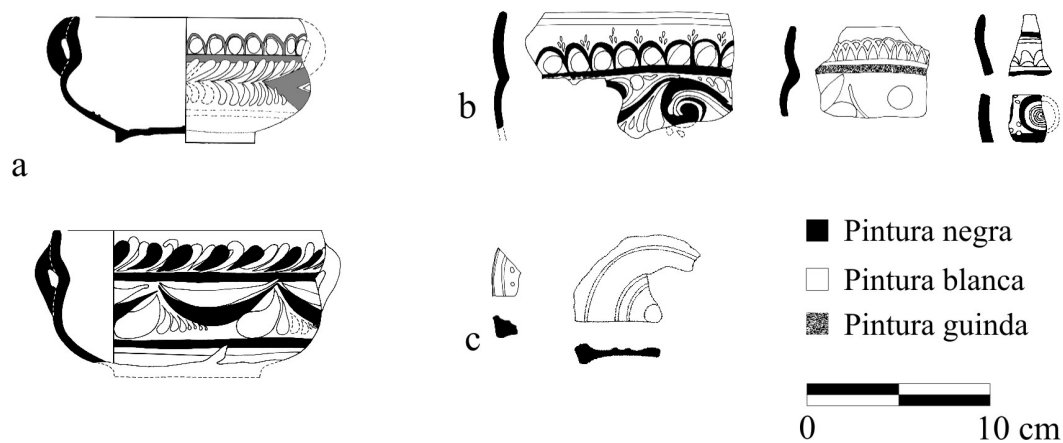 a
b
c
Pintura negra
Pintura blanca
Pintura guinda
0 10 cm